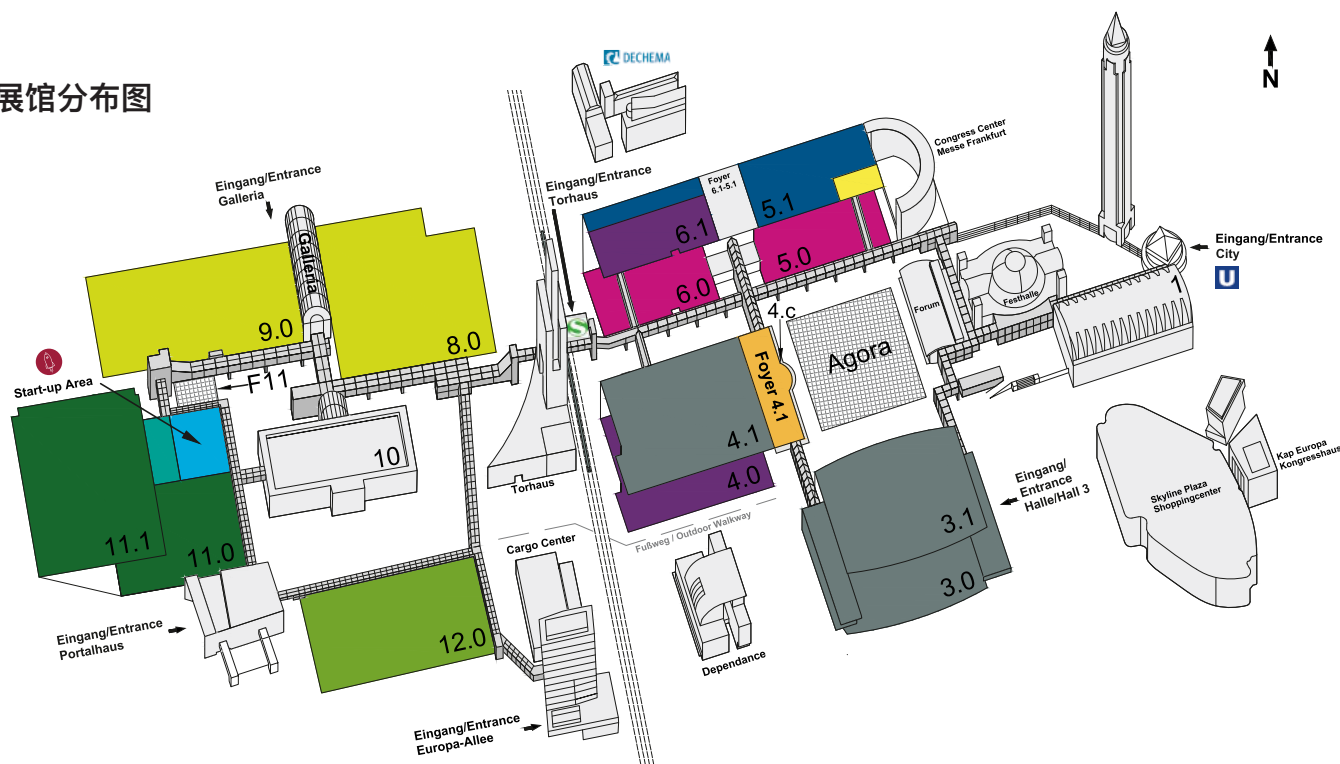 展馆分布图
DECHEMA
N
Congress Center
Messe Frankfurt
Eingang/Entrance
Galleria
Eingang/Entrance
Torhaus
Foyer
6.1-5.1
5.1
6.1
Galleria
5.0
6.0
Eingang/Entrance
City
U
9.0
8.0
S
4.c
Forum
Festhalle
1
Start-up Area
F11
Agora
Foyer 4.1
4.1
10
4.0
Torhaus
Eingang/
Entrance
Halle/Hall 3
Skyline Plaza
Shoppingcenter
Kap Europa
Kongresshaus
11.1
11.0
3.1
3.0
Fußweg / Outdoor Walkway
Cargo Center
Eingang/Entrance
Portalhaus
12.0
Dependance
Eingang/Entrance
Europa-Allee